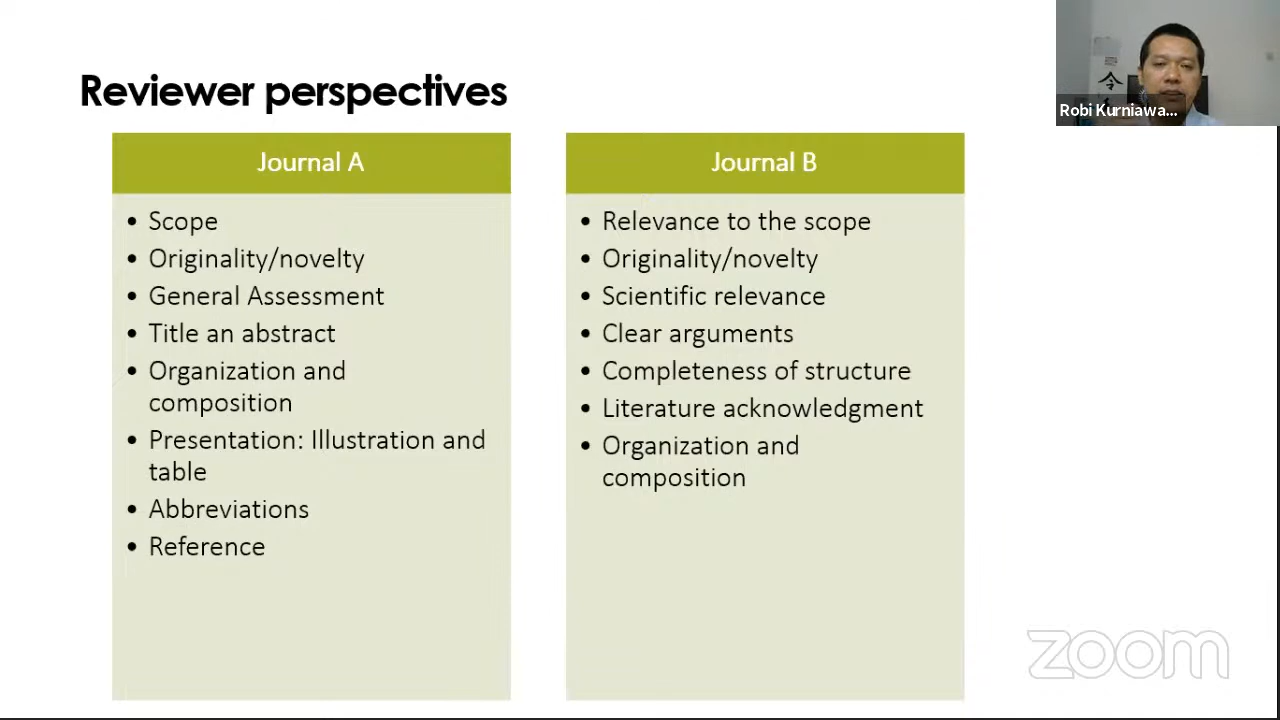 Reviewer perspectives
Robi Kurniawa...
Journal A
• Scope
• Originality/novelty
• General Assessment
• Title an abstract
• Organization and
composition
• Presentation: Illustration and
table
• Abbreviations
• Reference
Journal B
• Relevance to the scope
• Originality/novelty
• Scientific relevance
• Clear arguments
• Completeness of structure
• Literature acknowledgment
• Organization and
composition
zoom